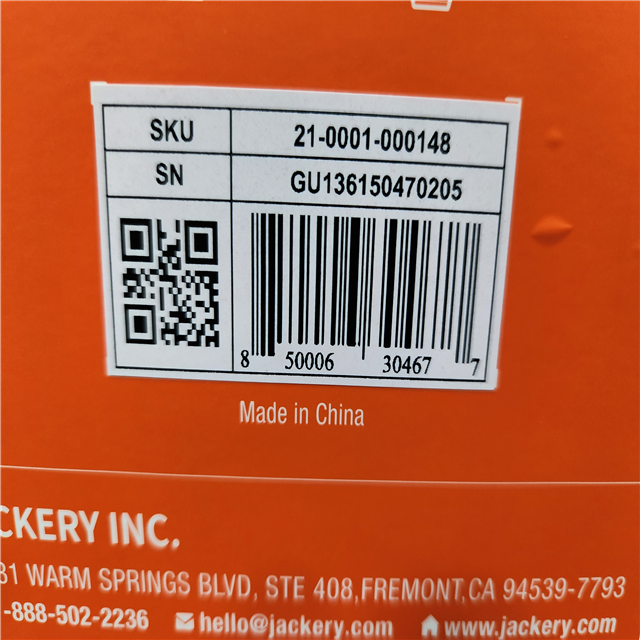 SKU 21-0001-000148
SN GU136150470205
8 50006 30467 7
Made in China
CKERY INC.
31 WARM SPRINGS BLVD, STE 408,FREMONT,CA 94539-7793
-888-502-2236 hello@jackery.com www.jackery.com